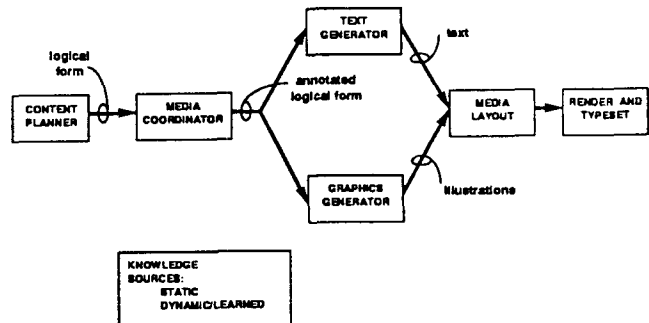 TEXT
GENERATOR
text
logical
form
annotated
logical form
CONTENT
PLANNER
MEDIA
COORDINATOR
MEDIA
LAYOUT
RENDER AND
TYPESET
GRAPHICS
GENERATOR
illustrations
KNOWLEDGE
SOURCES:
STATIC
DYNAMIC/LEARNED